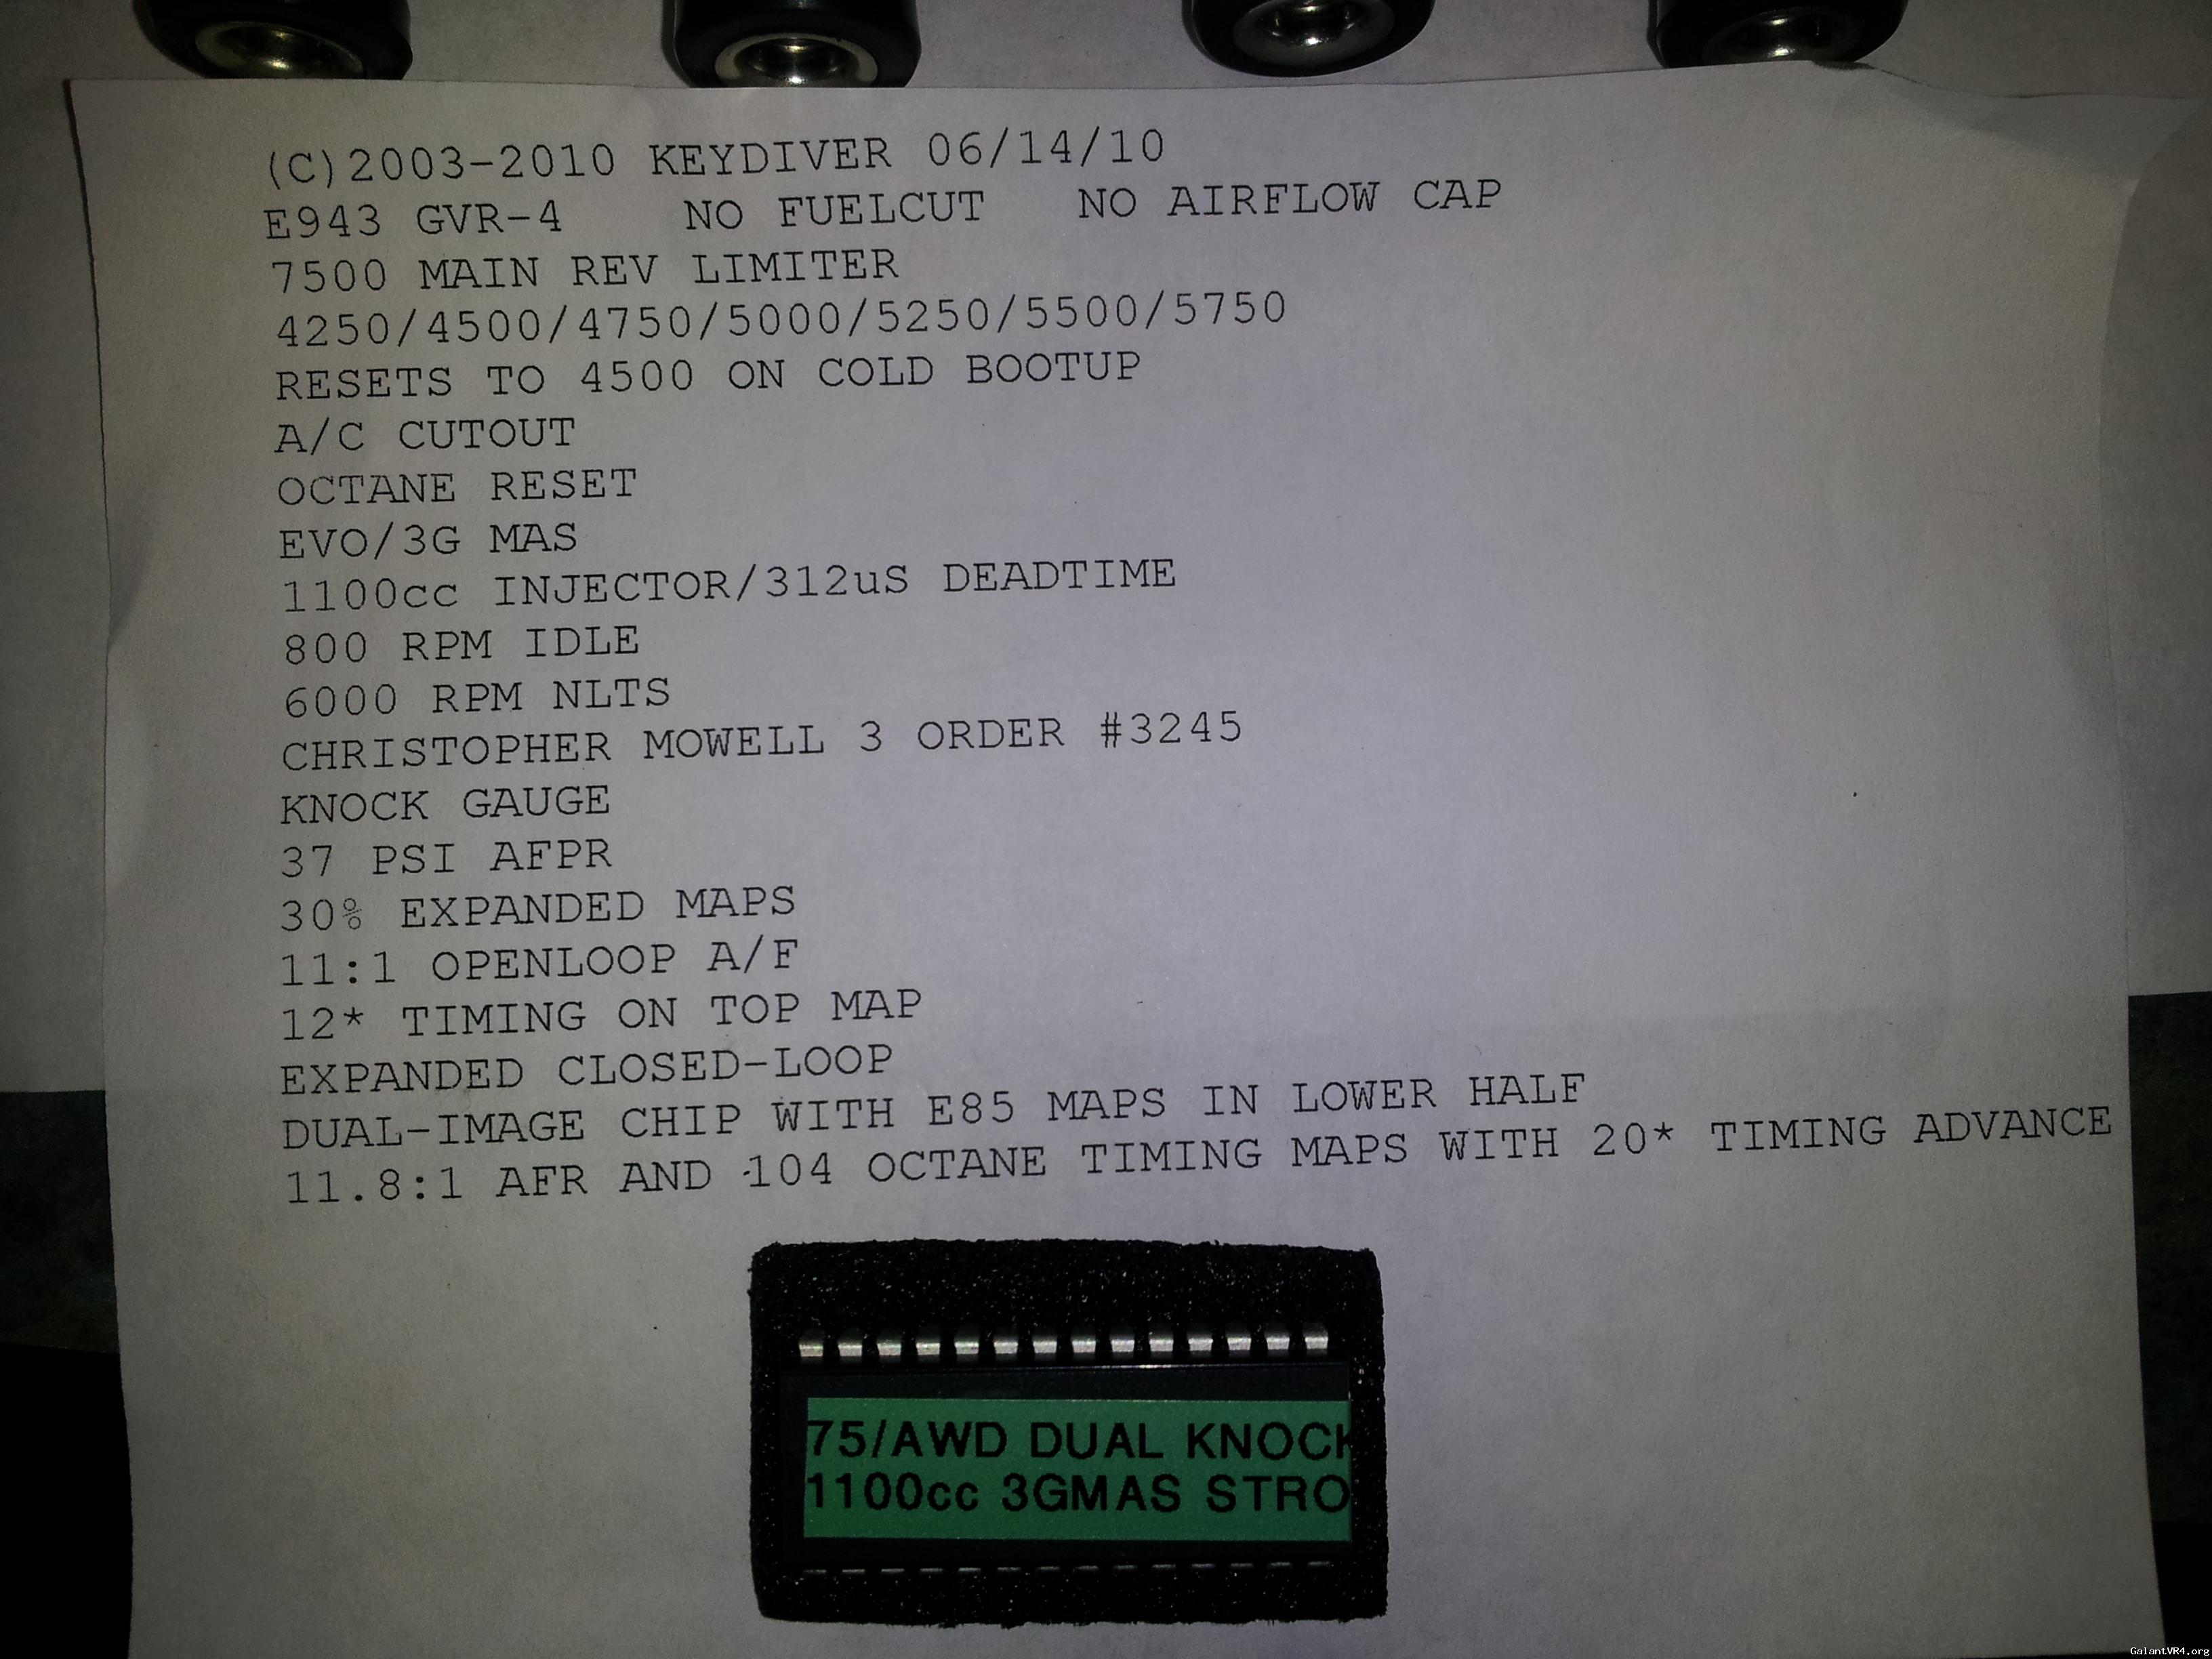 (C)2003-2010 KEYDIVER 06/14/10
E943 GVR-4 NO FUELCUT NO AIRFLOW CAP
7500 MAIN REV LIMITER
4250/4500/4750/5000/5250/5500/5750
RESETS TO 4500 ON COLD BOOTUP
A/C CUTOUT
OCTANE RESET
EVO/3G MAS
1100cc INJECTOR/312uS DEADTIME
800 RPM IDLE
6000 RPM NLTS
CHRISTOPHER MOWELL 3 ORDER #3245
KNOCK GAUGE
37 PSI AFPR
30% EXPANDED MAPS
11:1 OPENLOOP A/F
12* TIMING ON TOP MAP
EXPANDED CLOSED-LOOP
DUAL-IMAGE CHIP WITH E85 MAPS IN LOWER HALF
11.8:1 AFR AND 104 OCTANE TIMING MAPS WITH 20* TIMING ADVANCE
75/AWD DUAL KNOCK
1100cc 3GMAS STRO
GalantVR4.org